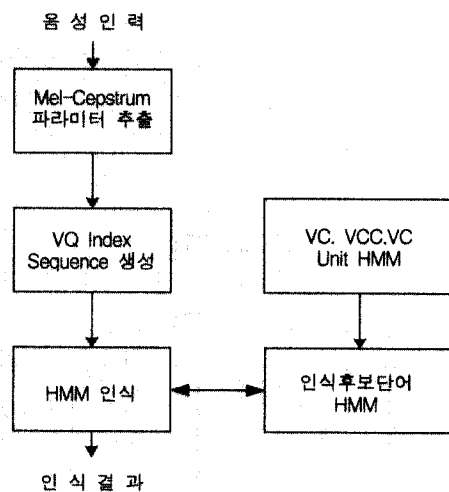 음 성 인 력
Mel-Cepstrum
파라미터 추출
VQ Index
Sequence 생성
VC. VCC.VC
Unit HMM
HMM 인식
인식후보단어
HMM
인 식 결 과